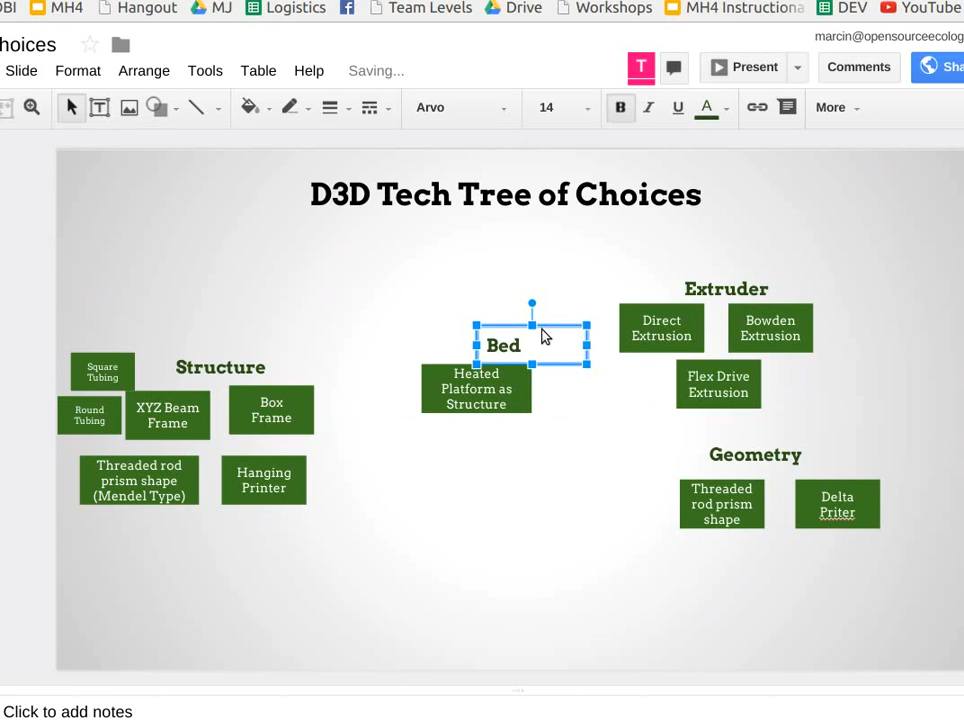 OBI MH4 Hangout MJ Logistics Team Levels Drive Workshops MH4 Instructiona DEV YouTube
hoices
marcin@opensourceecolog
Slide Format Arrange Tools Table Help Saving...
T Present Comments Sha
Arvo 14 B I U A More
D3D Tech Tree of Choices
Extruder
Direct
Extrusion
Bowden
Extrusion
Flex Drive
Extrusion
Bed
Heated
Platform as
Structure
Structure
Square
Tubing
Round
Tubing
XYZ Beam
Frame
Box
Frame
Threaded rod
prism shape
(Mendel Type)
Hanging
Printer
Geometry
Threaded
rod prism
shape
Delta
Priter
Click to add notes